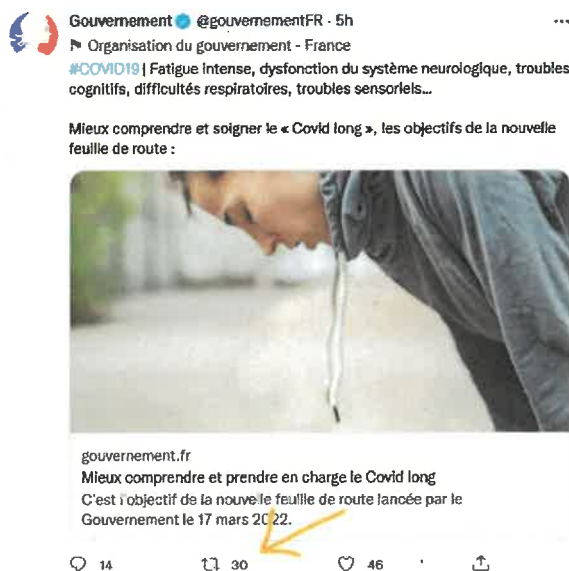 Gouvernement @gouvernementFR · 5h
Organisation du gouvernement - France
#COVID19 | Fatigue intense, dysfonction du système neurologique, troubles
cognitifs, difficultés respiratoires, troubles sensoriels...
Mieux comprendre et soigner le « Covid long », les objectifs de la nouvelle
feuille de route :
gouvernement.fr
Mieux comprendre et prendre en charge le Covid long
C'est l'objectif de la nouvelle feuille de route lancée par le
Gouvernement le 17 mars 2022.
14 30 46